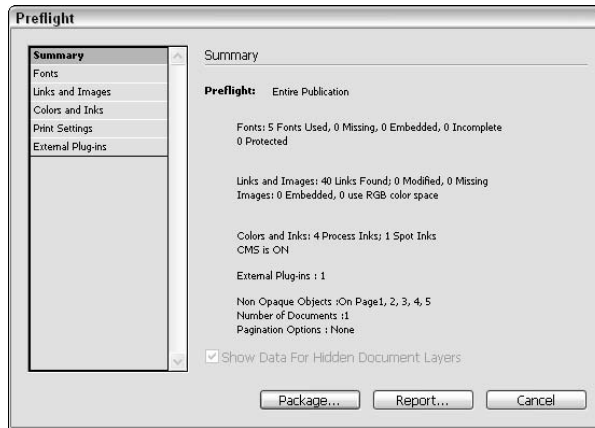 Preflight
Summary
Fonts
Links and Images
Colors and Inks
Print Settings
External Plug-ins
Summary
Preflight: Entire Publication
Fonts: 5 Fonts Used, 0 Missing, 0 Embedded, 0 Incomplete
0 Protected
Links and Images: 40 Links Found; 0 Modified, 0 Missing
Images: 0 Embedded, 0 use RGB color space
Colors and Inks: 4 Process Inks; 1 Spot Inks
CMS is ON
External Plug-ins : 1
Non Opaque Objects :On Page1, 2, 3, 4, 5
Number of Documents :1
Pagination Options : None
Show Data For Hidden Document Layers
Package... Report... Cancel